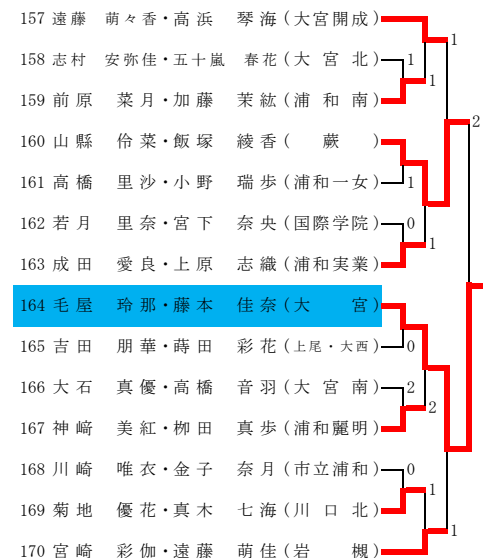 157 遠藤 萌々香・高浜 琴海(大宮開成)
1
158 志村 安弥佳・五十嵐 春花(大宮北)
1
1
159 前原 菜月・加藤 茉紘(浦和南)
2
160 山縣 伶菜・飯塚 綾香(蕨)
161 高橋 里沙・小野 瑞歩(浦和一女)
1
162 若月 里奈・宮下 奈央(国際学院)
0
1
163 成田 愛良・上原 志織(浦和実業)
164 毛屋 玲那・藤本 佳奈(大宮)
165 吉田 朋華・蒔田 彩花(上尾・大西)
0
166 大石 真優・高橋 音羽(大宮南)
2
2
167 神﨑 美紅・栁田 真歩(浦和麗明)
168 川崎 唯衣・金子 奈月(市立浦和)
0
1
169 菊地 優花・真木 七海(川口北)
1
170 宮崎 彩伽・遠藤 萌佳(岩槻)